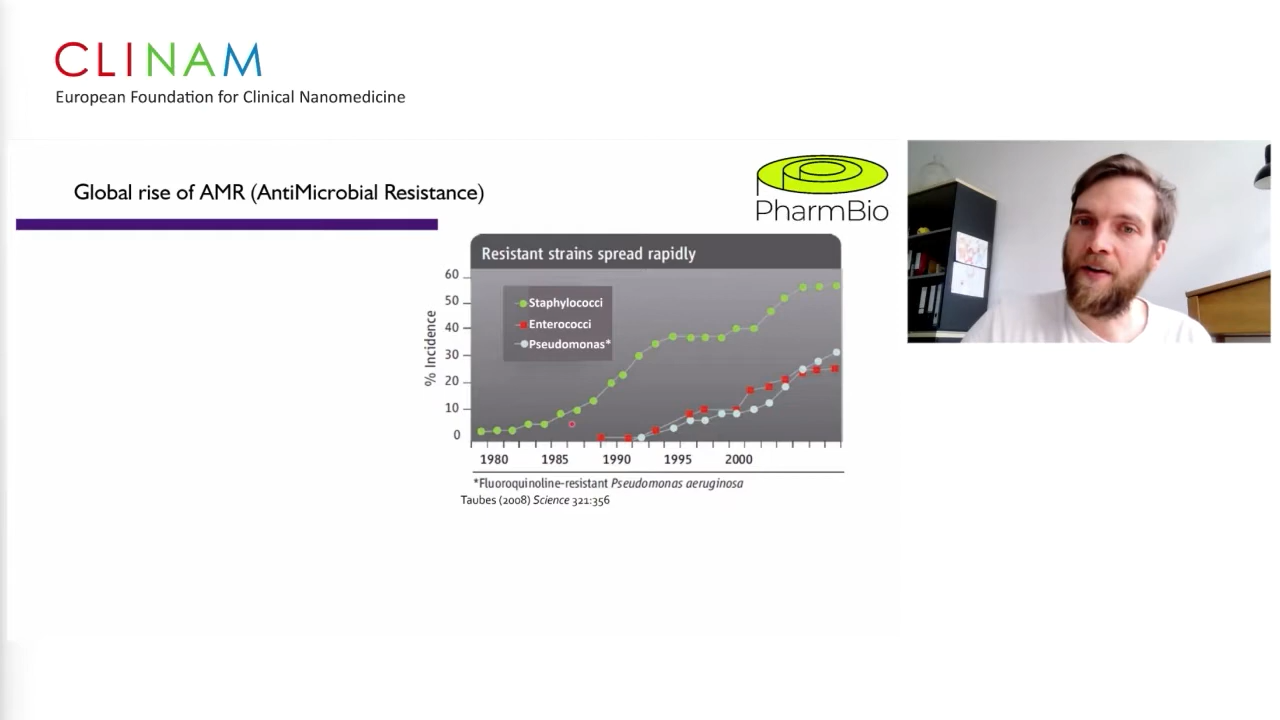 CLINAM
European Foundation for Clinical Nanomedicine
Global rise of AMR (AntiMicrobial Resistance)
PharmBio
Resistant strains spread rapidly
% Incidence
60
50
40
30
20
10
0
Staphylococci
Enterococci
Pseudomonas*
1980 1985 1990 1995 2000
*Fluoroquinoline-resistant Pseudomonas aeruginosa
Taubes (2008) Science 321:356